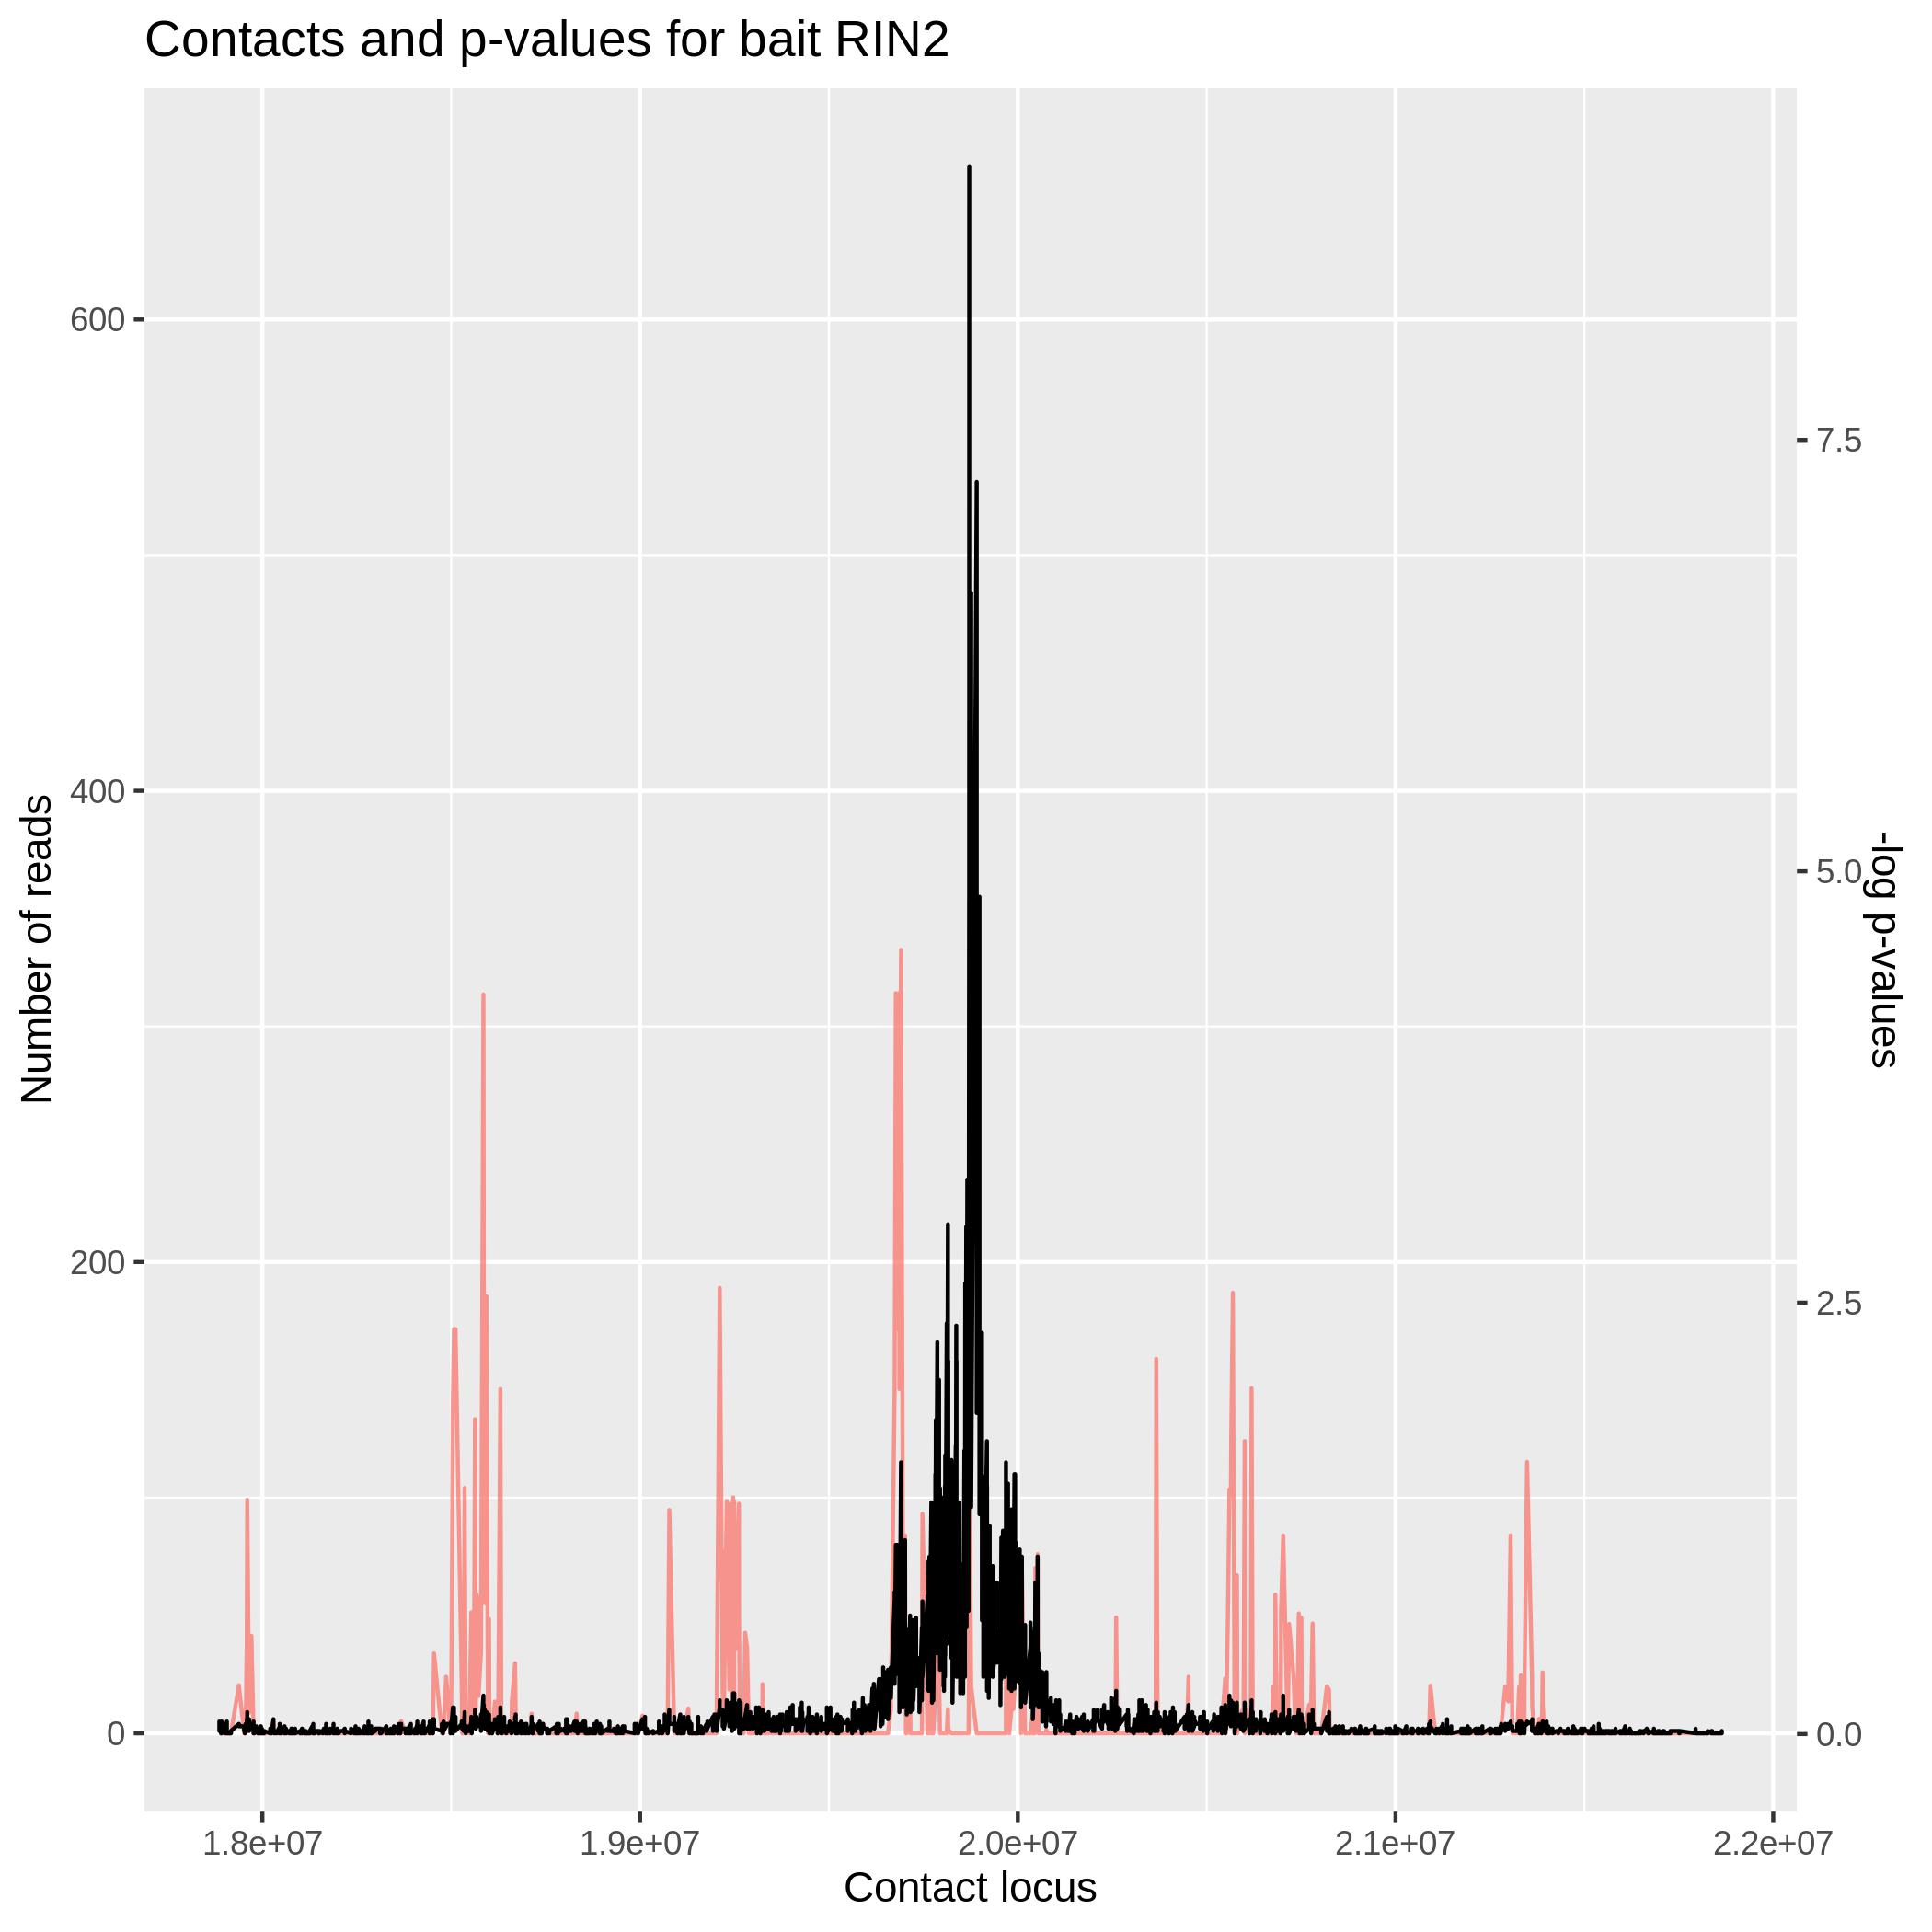 Contacts and p-values for bait RIN2
600
400
200
0
Number of reads
7.5
5.0
2.5
0.0
-log p-values
1.8e+07
1.9e+07
2.0e+07
2.1e+07
2.2e+07
Contact locus